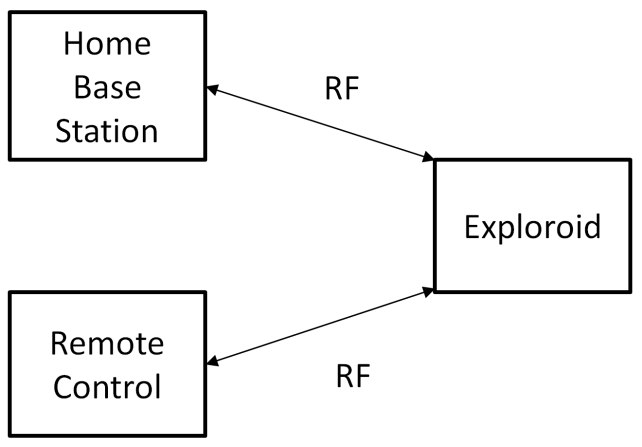 Home
Base
Station
RF
Exploroid
Remote
Control
RF